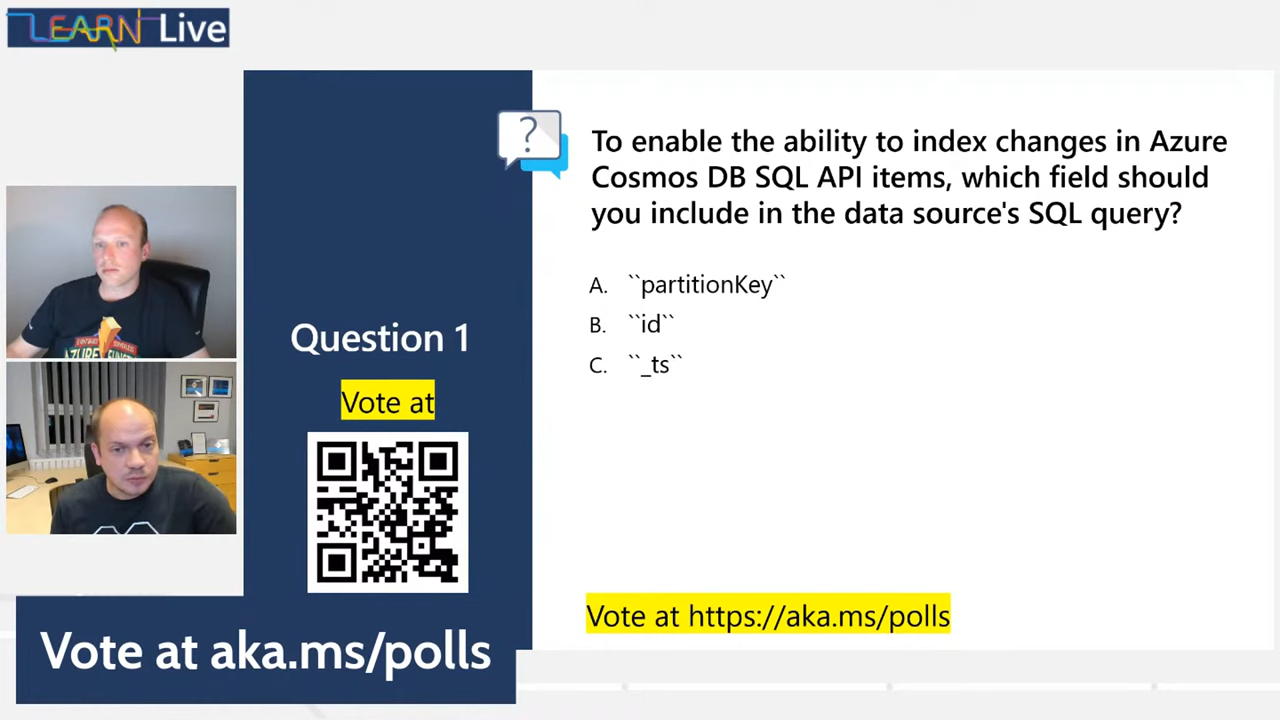 LEARN Live
To enable the ability to index changes in Azure
Cosmos DB SQL API items, which field should
you include in the data source's SQL query?
A. ``partitionKey``
B. ``id``
C. ``_ts``
Question 1
Vote at
Vote at https://aka.ms/polls
Vote at aka.ms/polls